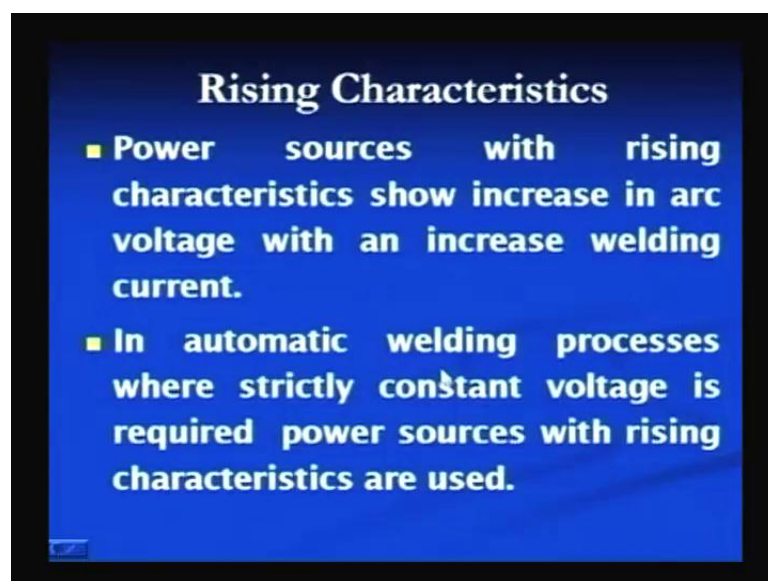 Rising Characteristics
Power sources with rising
characteristics show increase in arc
voltage with an increase welding
current.
In automatic welding processes
where strictly constant voltage is
required power sources with rising
characteristics are used.